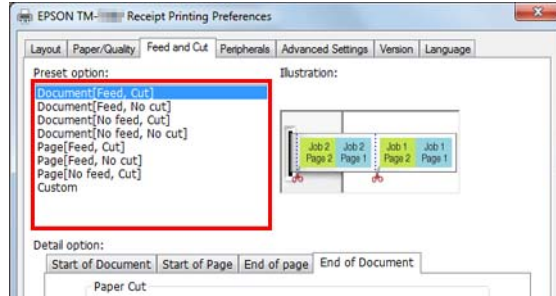 EPSON TM- Receipt Printing Preferences
Layout Paper/Quality Feed and Cut Peripherals Advanced Settings Version Language
Preset option:
Illustration:
Document[Feed, Cut]
Document[Feed, No cut]
Document[No feed, Cut]
Document[No feed, No cut]
Page[Feed, Cut]
Page[Feed, No cut]
Page[No feed, Cut]
Custom
Job 2 Job 2 Job 1 Job 1
Page 2 Page 1 Page 2 Page 1
Detail option:
Start of Document Start of Page End of page End of Document
Paper Cut